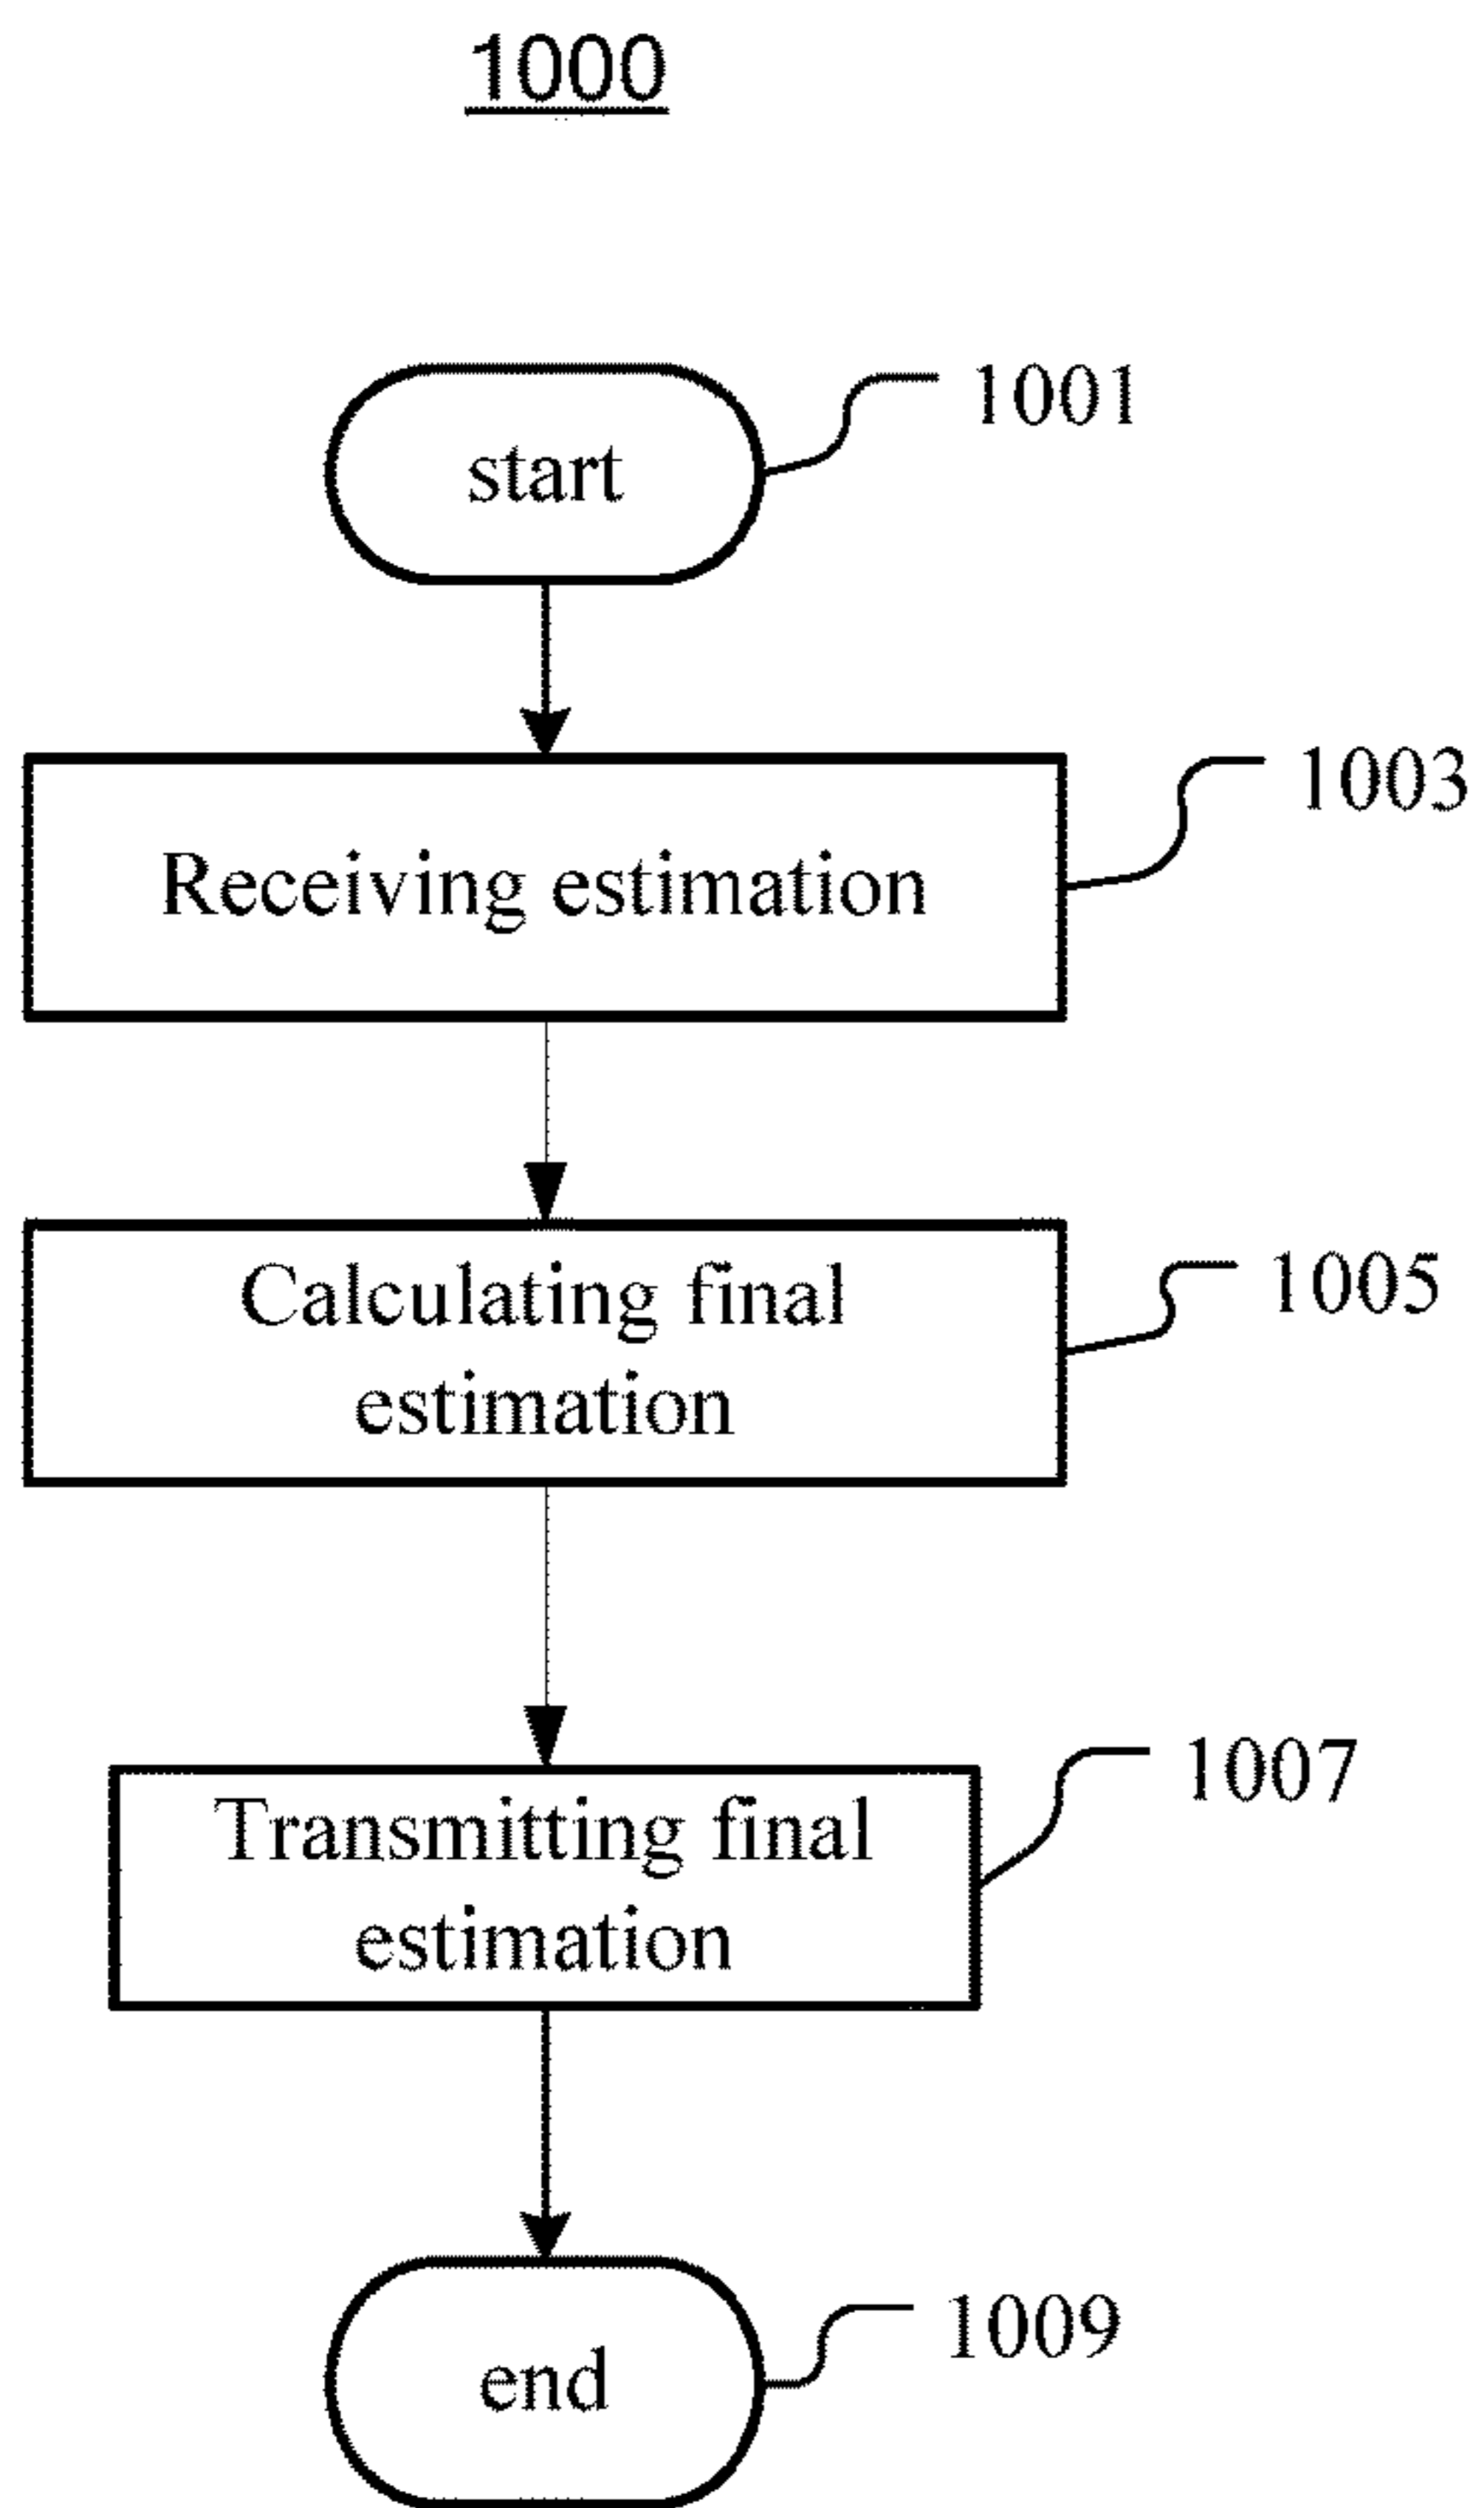 1000
start
1001
Receiving estimation
1003
Calculating final
estimation
1005
Transmitting final
estimation
1007
end
1009